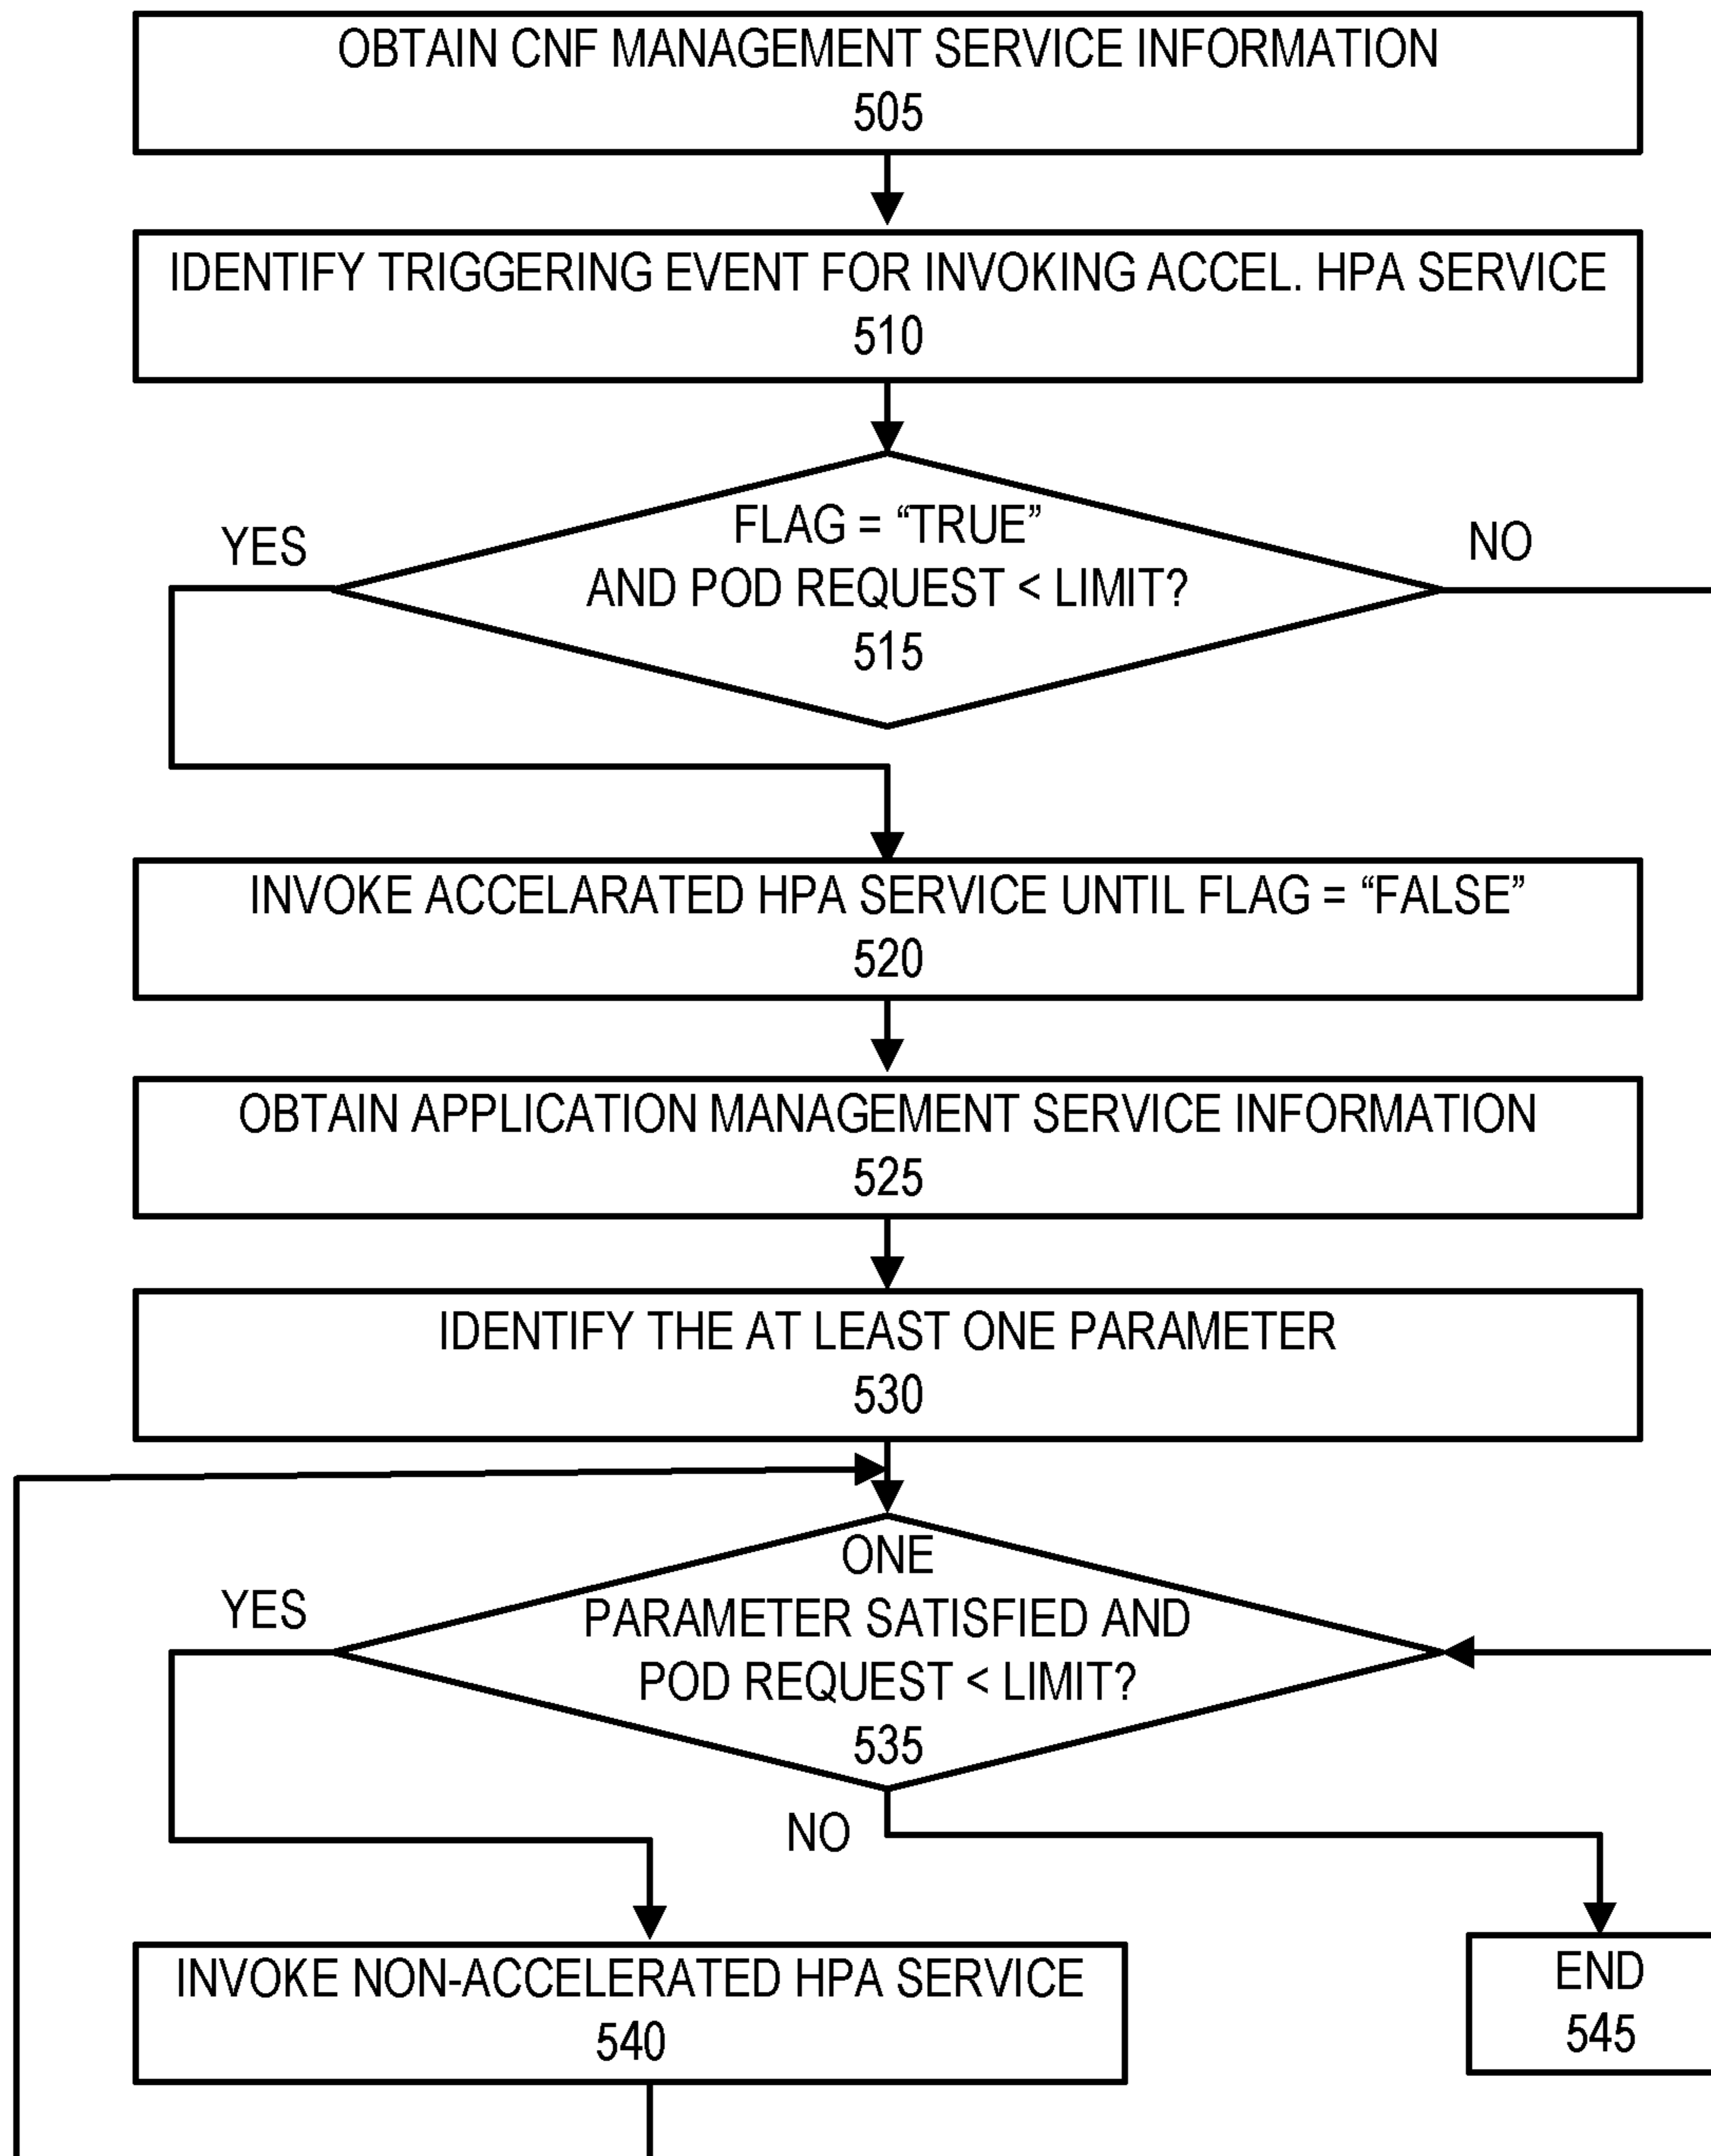 OBTAIN CNF MANAGEMENT SERVICE INFORMATION
505
IDENTIFY TRIGGERING EVENT FOR INVOKING ACCEL. HPA SERVICE
510
FLAG = “TRUE”
AND POD REQUEST < LIMIT?
515
YES
NO
INVOKE ACCELARATED HPA SERVICE UNTIL FLAG = “FALSE”
520
OBTAIN APPLICATION MANAGEMENT SERVICE INFORMATION
525
IDENTIFY THE AT LEAST ONE PARAMETER
530
ONE
PARAMETER SATISFIED AND
POD REQUEST < LIMIT?
535
YES
NO
INVOKE NON-ACCELERATED HPA SERVICE
540
END
545